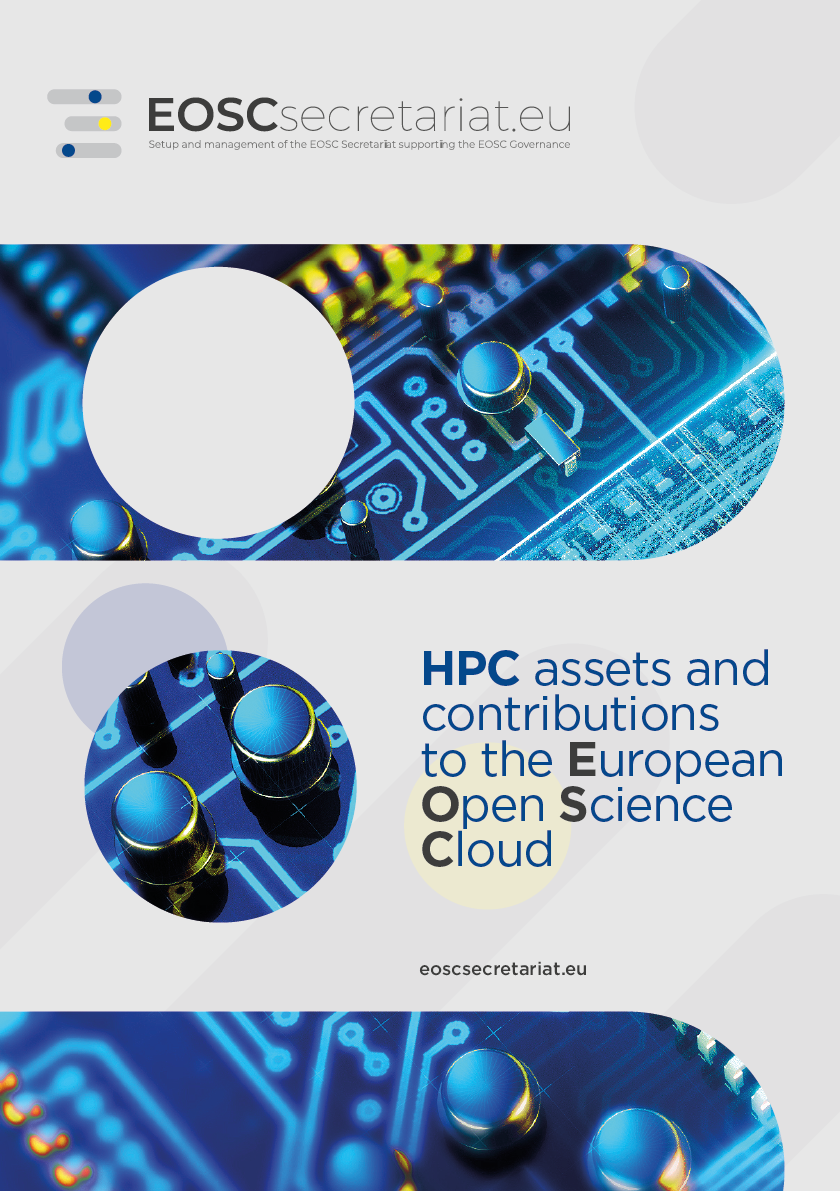 EOSCsecretariat.eu
Setup and management of the EOSC Secretariat supporting the EOSC Governance
HPC assets and
contributions
to the European
Open Science
Cloud
eoscsecretariat.eu